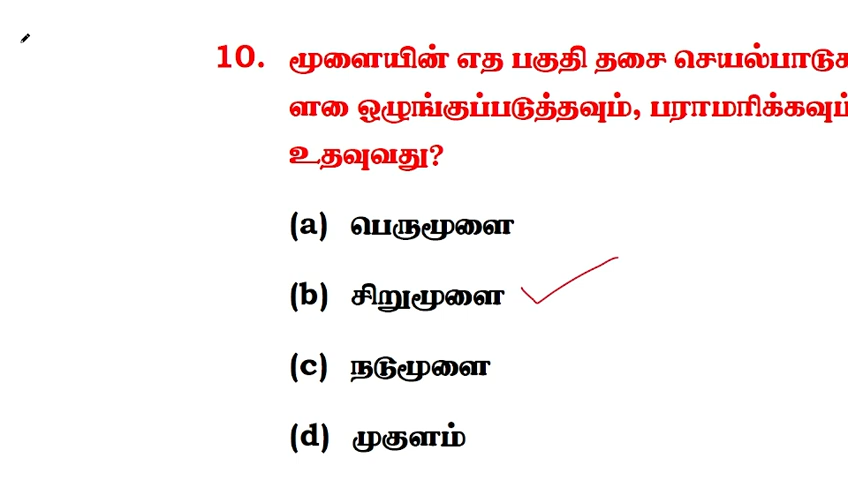 10. மூளையின் எத பகுதி தசை செயல்பாடுக
ளை ஒழுங்குப்படுத்தவும், பராமரிக்கவும்
உதவுவது?
(a) பெருமூளை
(b) சிறுமூளை
(c) நடுமூளை
(d) முகுளம்